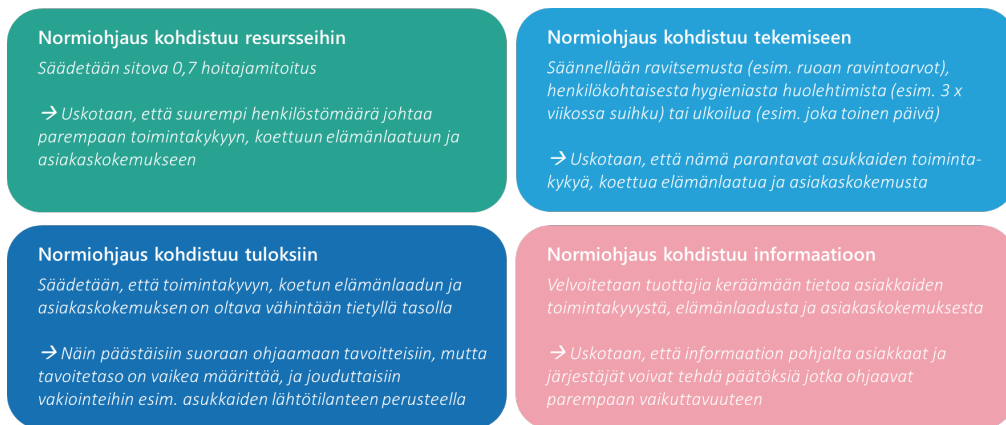 Normiohjaus kohdistuu resursseihin
Säädetään sitova 0,7 hoitajamitoitus
→ Uskotaan, että suurempi henkilöstömäärä johtaa
parempaan toimintakykyyn, koettuun elämänlaatuun ja
asiakaskokemukseen
Normiohjaus kohdistuu tekemiseen
Säännellään ravitsemusta (esim. ruoan ravintoarvot),
henkilökohtaisesta hygieniasta huolehtimista (esim. 3 x
viikossa suihku) tai ulkoilua (esim. joka toinen päivä)
→ Uskotaan, että nämä parantavat asukkaiden toiminta-
kykyä, koettua elämänlaatua ja asiakaskokemusta
Normiohjaus kohdistuu tuloksiin
Säädetään, että toimintakyvyn, koetun elämänlaadun ja
asiakaskokemuksen on oltava vähintään tietyllä tasolla
→ Näin päästäisiin suoraan ohjaamaan tavoitteisiin, mutta
tavoitetaso on vaikea määrittää, ja jouduttaisiin
vakiointeihin esim. asukkaiden lähtötilanteen perusteella
Normiohjaus kohdistuu informaatioon
Velvoitetaan tuottajia keräämään tietoa asiakkaiden
toimintakyvystä, elämänlaadusta ja asiakaskokemuksesta
→ Uskotaan, että informaation pohjalta asiakkaat ja
järjestäjät voivat tehdä päätöksiä jotka ohjaavat
parempaan vaikuttavuuteen